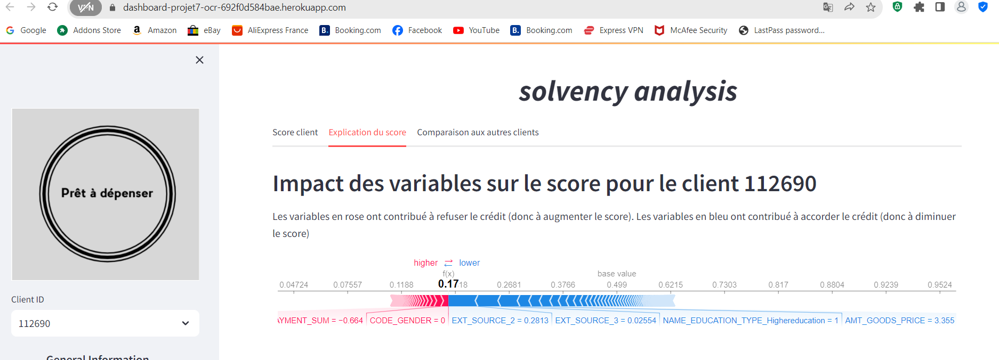 VPN dashboard-projet7-ocr-692f0d584bae.herokuapp.com
Google Addons Store Amazon eBay AliExpress France Booking.com Facebook YouTube Booking.com Express VPN McAfee Security LastPass password...
solvency analysis
Score client Explication du score Comparaison aux autres clients
Prêt à dépenser
Client ID
112690
General Information
Impact des variables sur le score pour le client 112690
Les variables en rose ont contribué à refuser le crédit (donc à augmenter le score). Les variables en bleu ont contribué à accorder le crédit (donc à diminuer
le score)
higher lower
f(x) base value
0.04724 0.07557 0.1188 0.17 18 0.2681 0.3766 0.499 0.6215 0.7303 0.817 0.8804 0.9239 0.9524
YMENT_SUM = −0.664 CODE_GENDER = 0 EXT_SOURCE_2 = 0.2813 EXT_SOURCE_3 = 0.02554 NAME_EDUCATION_TYPE_Highereducation = 1 AMT_GOODS_PRICE = 3.355